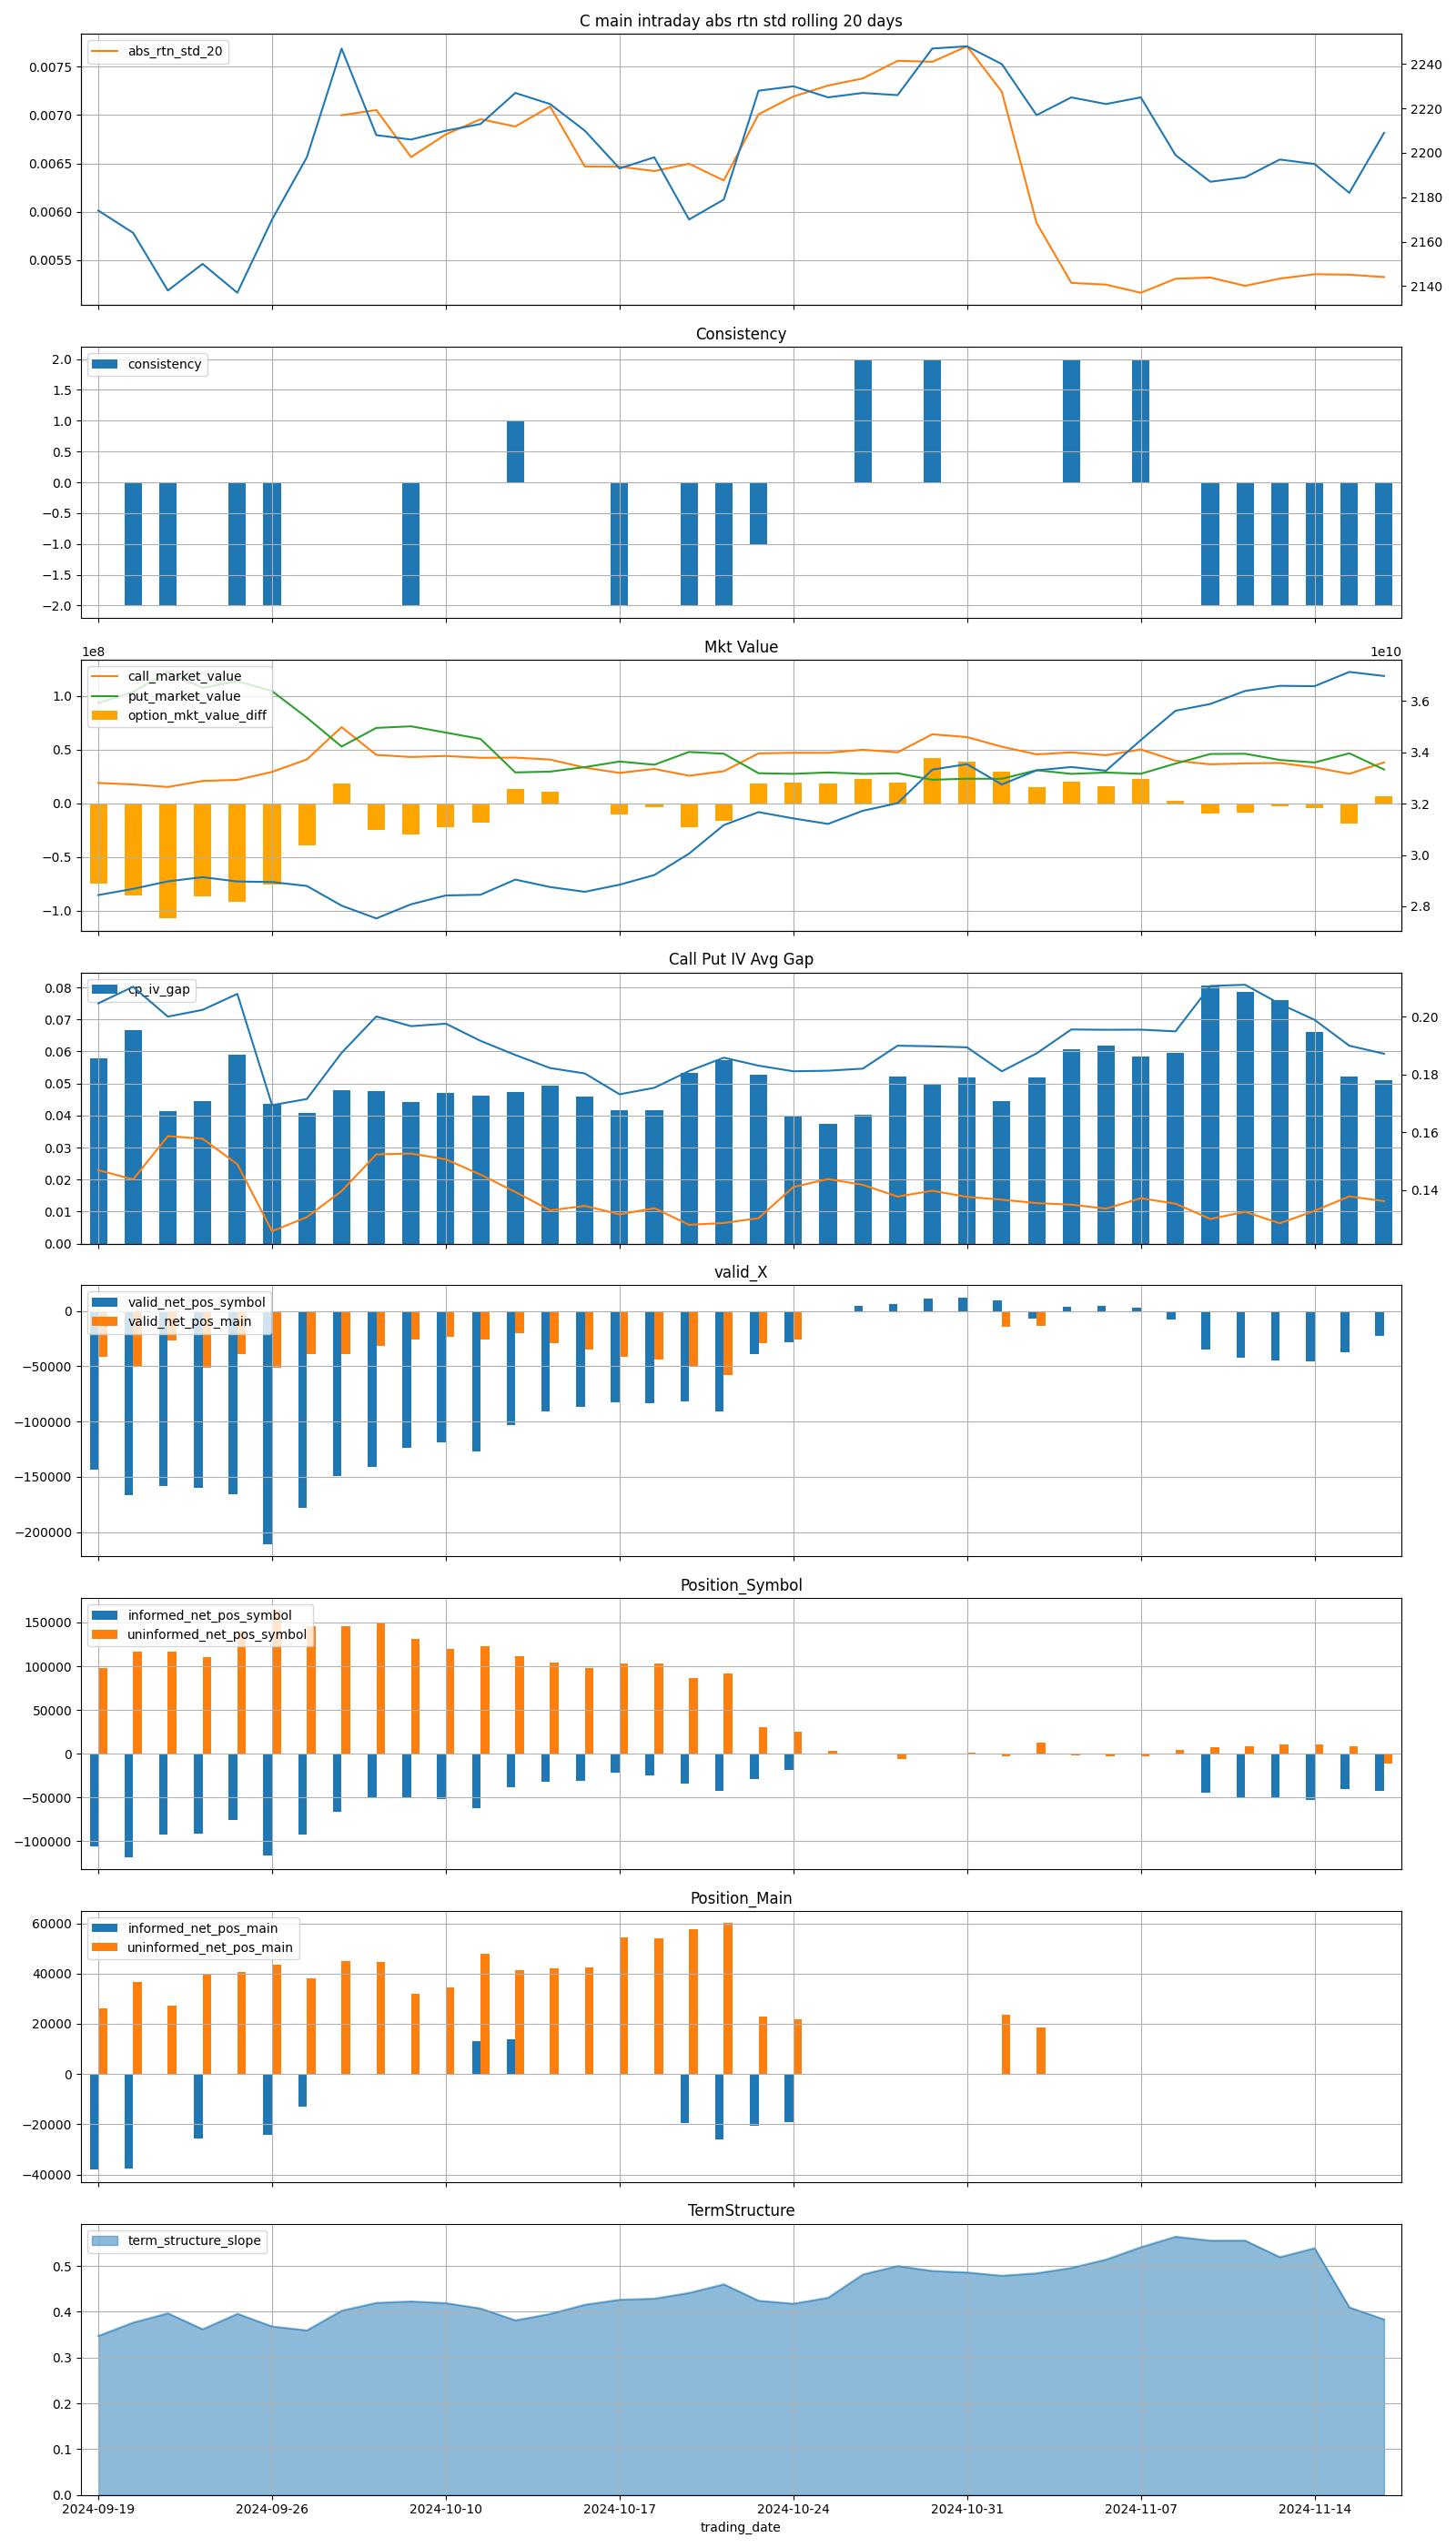 C main intraday abs rtn std rolling 20 days
abs_rtn_std_20
0.0075
0.0070
0.0065
0.0060
0.0055
2240
2220
2200
2180
2160
2140
Consistency
consistency
2.0
1.5
1.0
0.5
0.0
−0.5
−1.0
−1.5
−2.0
Mkt Value
1e8
1e10
call_market_value
put_market_value
option_mkt_value_diff
1.0
0.5
0.0
−0.5
−1.0
3.6
3.4
3.2
3.0
2.8
Call Put IV Avg Gap
cp_iv_gap
0.08
0.07
0.06
0.05
0.04
0.03
0.02
0.01
0.00
0.20
0.18
0.16
0.14
valid_X
valid_net_pos_symbol
valid_net_pos_main
0
−50000
−100000
−150000
−200000
Position_Symbol
informed_net_pos_symbol
uninformed_net_pos_symbol
150000
100000
50000
0
−50000
−100000
Position_Main
informed_net_pos_main
uninformed_net_pos_main
60000
40000
20000
0
−20000
−40000
TermStructure
term_structure_slope
0.5
0.4
0.3
0.2
0.1
0.0
2024-09-19 2024-09-26 2024-10-10 2024-10-17 2024-10-24 2024-10-31 2024-11-07 2024-11-14
trading_date